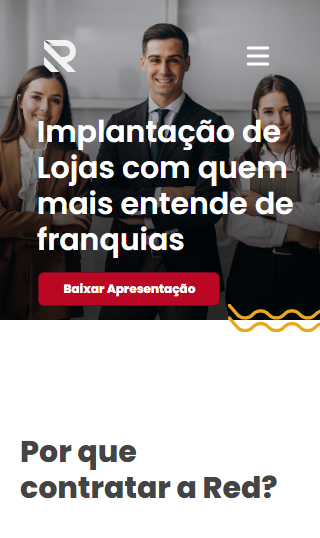 Implantação de
Lojas com quem
mais entende de
franquias
Baixar Apresentação
Por que
contratar a Red?